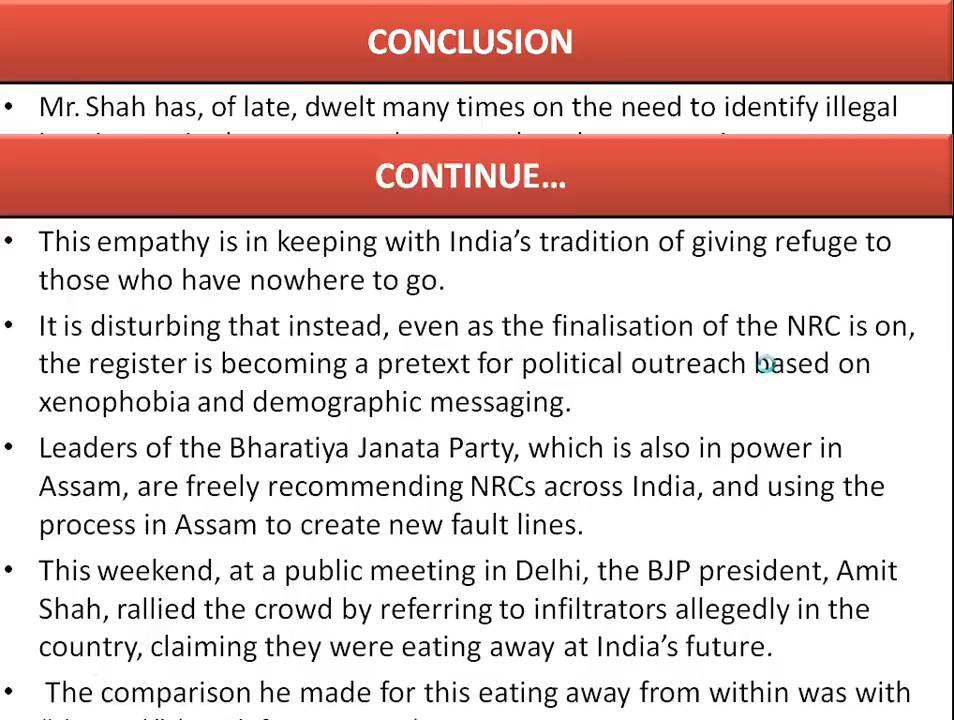 CONCLUSION
• Mr. Shah has, of late, dwelt many times on the need to identify illegal
CONTINUE…
• This empathy is in keeping with India’s tradition of giving refuge to
those who have nowhere to go.
• It is disturbing that instead, even as the finalisation of the NRC is on,
the register is becoming a pretext for political outreach based on
xenophobia and demographic messaging.
• Leaders of the Bharatiya Janata Party, which is also in power in
Assam, are freely recommending NRCs across India, and using the
process in Assam to create new fault lines.
• This weekend, at a public meeting in Delhi, the BJP president, Amit
Shah, rallied the crowd by referring to infiltrators allegedly in the
country, claiming they were eating away at India’s future.
• The comparison he made for this eating away from within was with